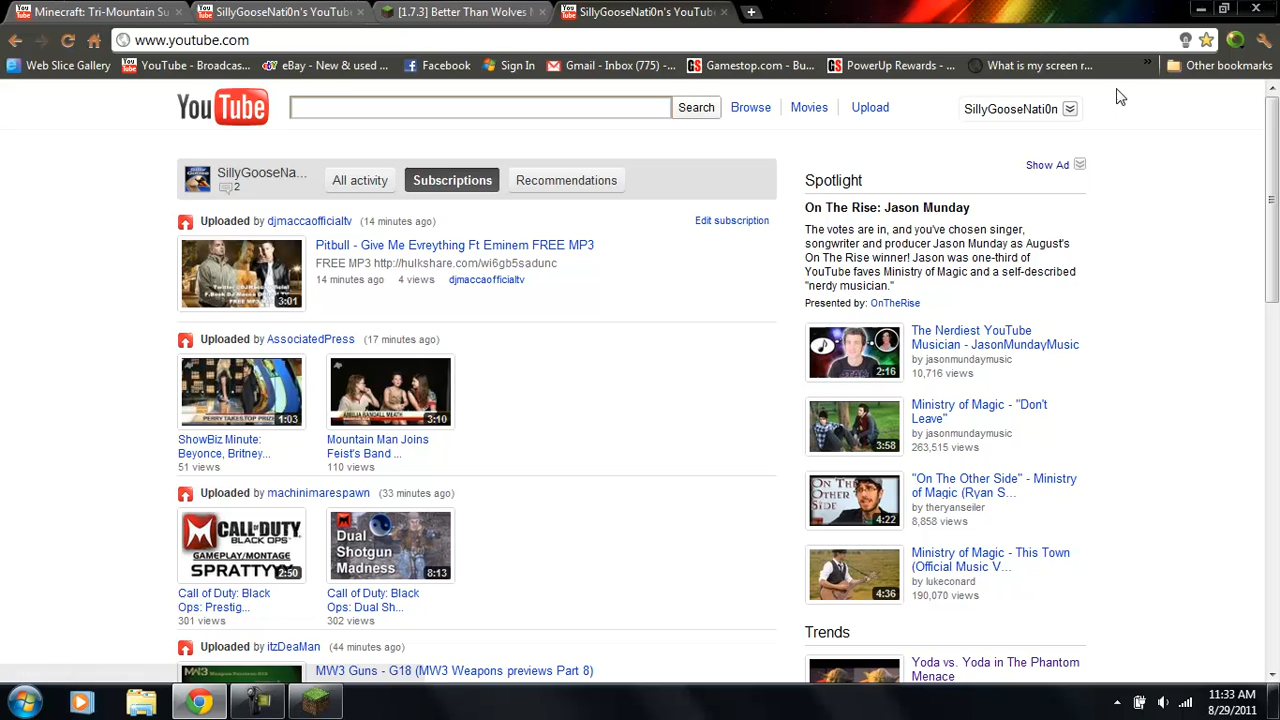 Minecraft: Tri-Mountain Su
SillyGooseNati0n's YouTube
[1.7.3] Better Than Wolves
SillyGooseNati0n's YouTube
www.youtube.com
Web Slice Gallery
YouTube - Broadcas...
eBay - New & used ...
Facebook
Sign In
Gmail - Inbox (775) -...
Gamestop.com - Bu...
PowerUp Rewards - ...
What is my screen r...
Other bookmarks
YouTube
Search
Browse
Movies
Upload
SillyGooseNati0n
SillyGooseNa...
2
All activity
Subscriptions
Recommendations
Uploaded by djmaccaofficialtv (14 minutes ago)
Edit subscription
Pitbull - Give Me Evreything Ft Eminem FREE MP3
FREE MP3 http://hulkshare.com/wi6gb5sadunc
14 minutes ago 4 views djmaccaofficialtv
3:01
Uploaded by AssociatedPress (17 minutes ago)
PERRY TAKES TOP PRIZE
1:03
3:10
ShowBiz Minute:
Beyonce, Britney...
51 views
Mountain Man Joins
Feist's Band ...
110 views
Uploaded by machinimarespawn (33 minutes ago)
CALL OF DUTY
BLACK OPS
GAMEPLAY/MONTAGE
SPRATTYYY
2:50
Dual
Shotgun
Madness
8:13
Call of Duty: Black
Ops: Prestig...
301 views
Call of Duty: Black
Ops: Dual Sh...
302 views
Uploaded by itzDeaMan (44 minutes ago)
MW3 Guns - G18 (MW3 Weapons previews Part 8)
Show Ad
Spotlight
On The Rise: Jason Munday
The votes are in, and you've chosen singer,
songwriter and producer Jason Munday as August's
On The Rise winner! Jason was one-third of
YouTube faves Ministry of Magic and a self-described
"nerdy musician."
Presented by: OnTheRise
2:16
The Nerdiest YouTube
Musician - JasonMundayMusic
by jasonmundaymusic
10,716 views
3:58
Ministry of Magic - "Don't
Leave"
by jasonmundaymusic
263,515 views
ON THE
OTHER
SIDE
4:22
"On The Other Side" - Ministry
of Magic (Ryan S...
by theryanseiler
8,858 views
4:36
Ministry of Magic - This Town
(Official Music V...
by lukeconard
190,070 views
Trends
Yoda vs. Yoda in The Phantom
Menace
11:33 AM
8/29/2011